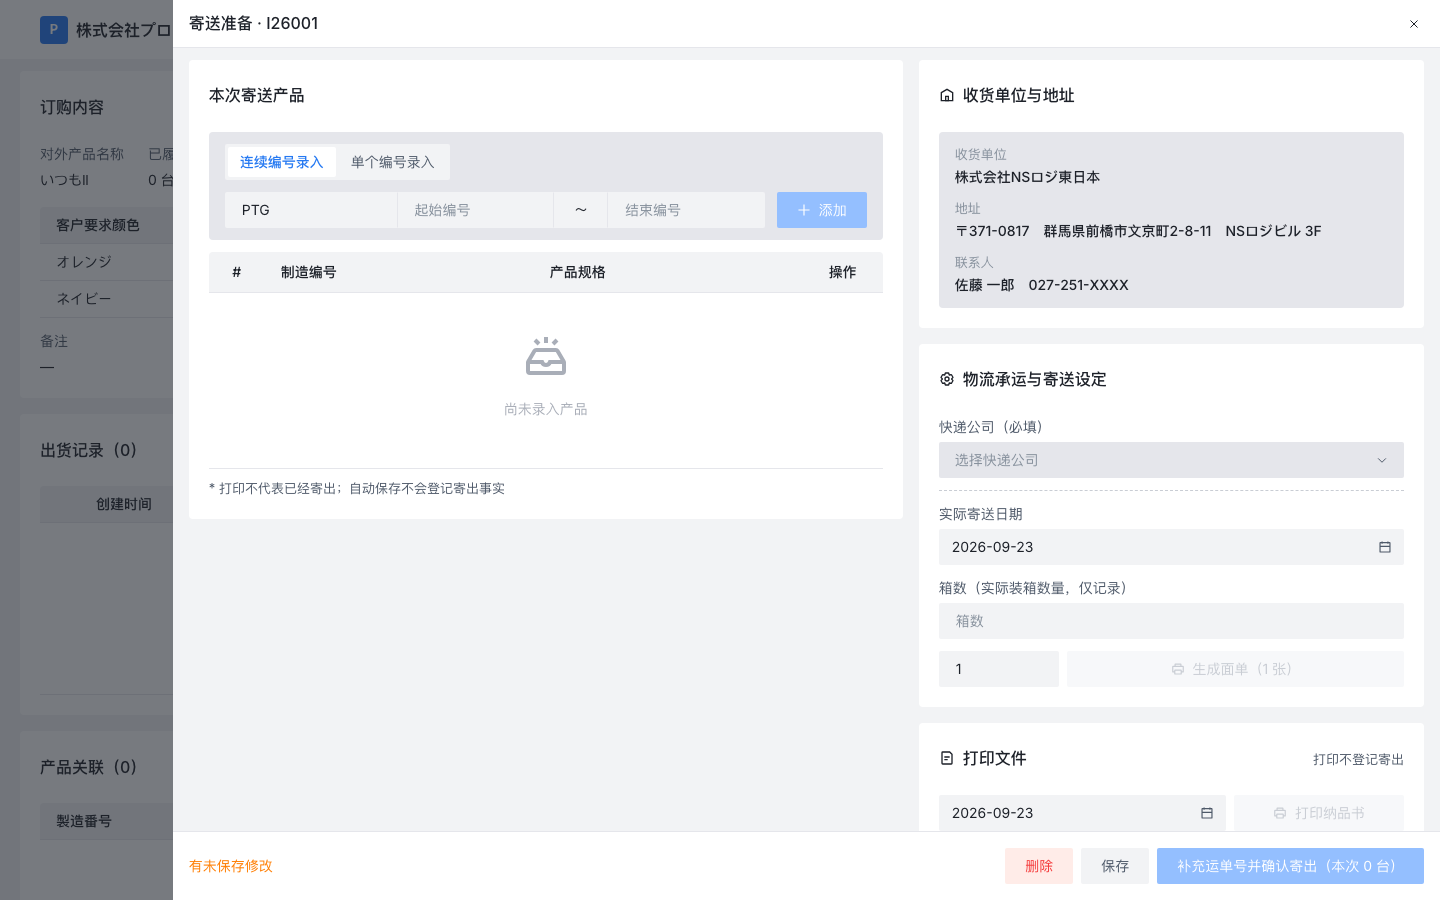 P 株式会社プロ
订购内容
对外产品名称 已履
いつもII 0 台
客户要求颜色
オレンジ
ネイビー
备注
—
出货记录（0）
创建时间
产品关联（0）
製造番号
寄送准备 · I26001
本次寄送产品
连续编号录入 单个编号录入
PTG 起始编号 ～ 结束编号 + 添加
# 制造编号 产品规格 操作
尚未录入产品
* 打印不代表已经寄出；自动保存不会登记寄出事实
收货单位与地址
收货单位
株式会社NSロジ東日本
地址
〒371-0817 群馬県前橋市文京町2-8-11 NSロジビル 3F
联系人
佐藤 一郎 027-251-XXXX
物流承运与寄送设定
快递公司（必填）
选择快递公司
实际寄送日期
2026-09-23
箱数（实际装箱数量，仅记录）
箱数
1 生成面单（1 张）
打印文件 打印不登记寄出
2026-09-23 打印纳品书
有未保存修改 删除 保存 补充运单号并确认寄出（本次 0 台）